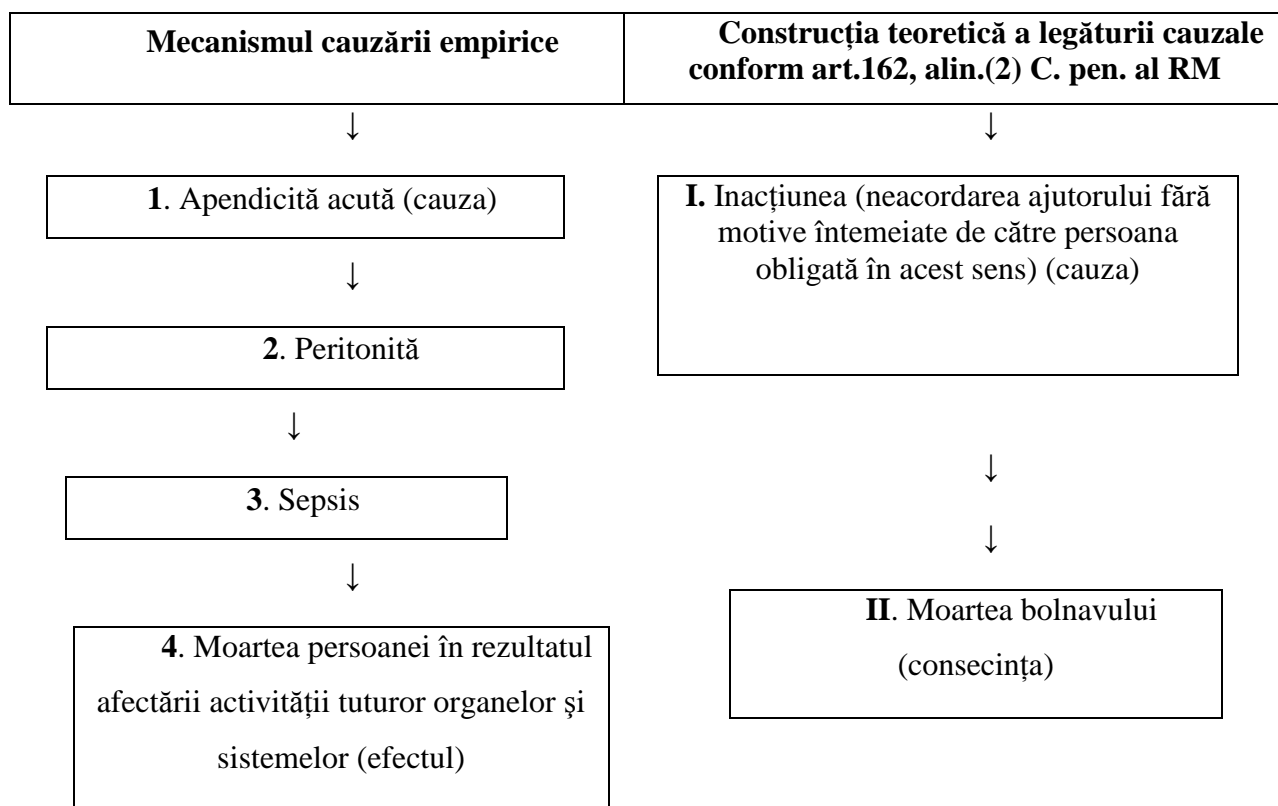 Mecanismul cauzării empirice
Construcția teoretică a legăturii cauzale
conform art.162, alin.(2) C. pen. al RM
↓
↓
1. Apendicită acută (cauza)
↓
2. Peritonită
↓
3. Sepsis
↓
4. Moartea persoanei în rezultatul
afectării activității tuturor organelor şi
sistemelor (efectul)
I. Inacțiunea (neacordarea ajutorului fără
motive întemeiate de către persoana
obligată în acest sens) (cauza)
↓
↓
II. Moartea bolnavului
(consecința)